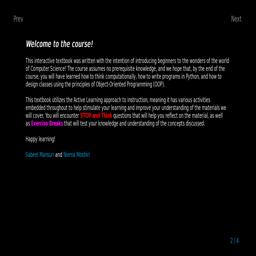 Prev
Next
Welcome to the course!
This interactive textbook was written with the intention of introducing beginners to the wonders of the world
of Computer Science! The course assumes no prerequisite knowledge, and we hope that, by the end of the
course, you will have learned how to think computationally, how to write programs in Python, and how to
design classes using the principles of Object-Oriented Programming (OOP).
This textbook utilizes the Active Learning approach to instruction, meaning it has various activities
embedded throughout to help stimulate your learning and improve your understanding of the materials we
will cover. You will encounter STOP and Think questions that will help you reflect on the material, as well
as Exercise Breaks that will test your knowledge and understanding of the concepts discussed.
Happy learning!
Sabeel Mansuri and Niema Moshiri
2 / 4